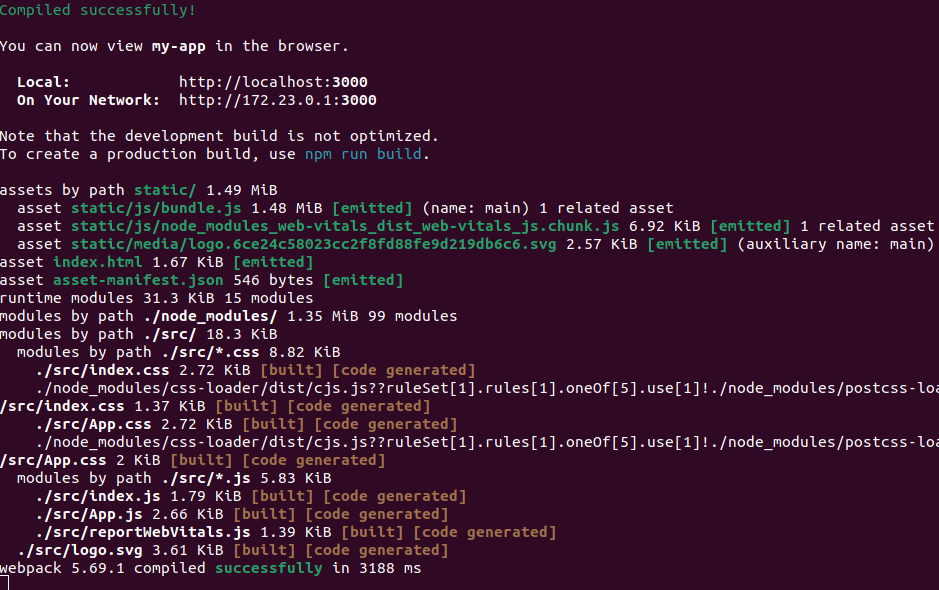 Compiled successfully!
You can now view my-app in the browser.
Local: http://localhost:3000
On Your Network: http://172.23.0.1:3000
Note that the development build is not optimized.
To create a production build, use npm run build.
assets by path static/ 1.49 MiB
asset static/js/bundle.js 1.48 MiB [emitted] (name: main) 1 related asset
asset static/js/node_modules_web-vitals_dist_web-vitals_js.chunk.js 6.92 KiB [emitted] 1 related asset
asset static/media/logo.6ce24c58023cc2f8fd88fe9d219db6c6.svg 2.57 KiB [emitted] (auxiliary name: main)
asset index.html 1.67 KiB [emitted]
asset asset-manifest.json 546 bytes [emitted]
runtime modules 31.3 KiB 15 modules
modules by path ./node_modules/ 1.35 MiB 99 modules
modules by path ./src/ 18.3 KiB
modules by path ./src/*.css 8.82 KiB
./src/index.css 2.72 KiB [built] [code generated]
./node_modules/css-loader/dist/cjs.js??ruleSet[1].rules[1].oneOf[5].use[1]!./node_modules/postcss-loa
/src/index.css 1.37 KiB [built] [code generated]
./src/App.css 2.72 KiB [built] [code generated]
./node_modules/css-loader/dist/cjs.js??ruleSet[1].rules[1].oneOf[5].use[1]!./node_modules/postcss-loa
/src/App.css 2 KiB [built] [code generated]
modules by path ./src/*.js 5.83 KiB
./src/index.js 1.79 KiB [built] [code generated]
./src/App.js 2.66 KiB [built] [code generated]
./src/reportWebVitals.js 1.39 KiB [built] [code generated]
./src/logo.svg 3.61 KiB [built] [code generated]
webpack 5.69.1 compiled successfully in 3188 ms